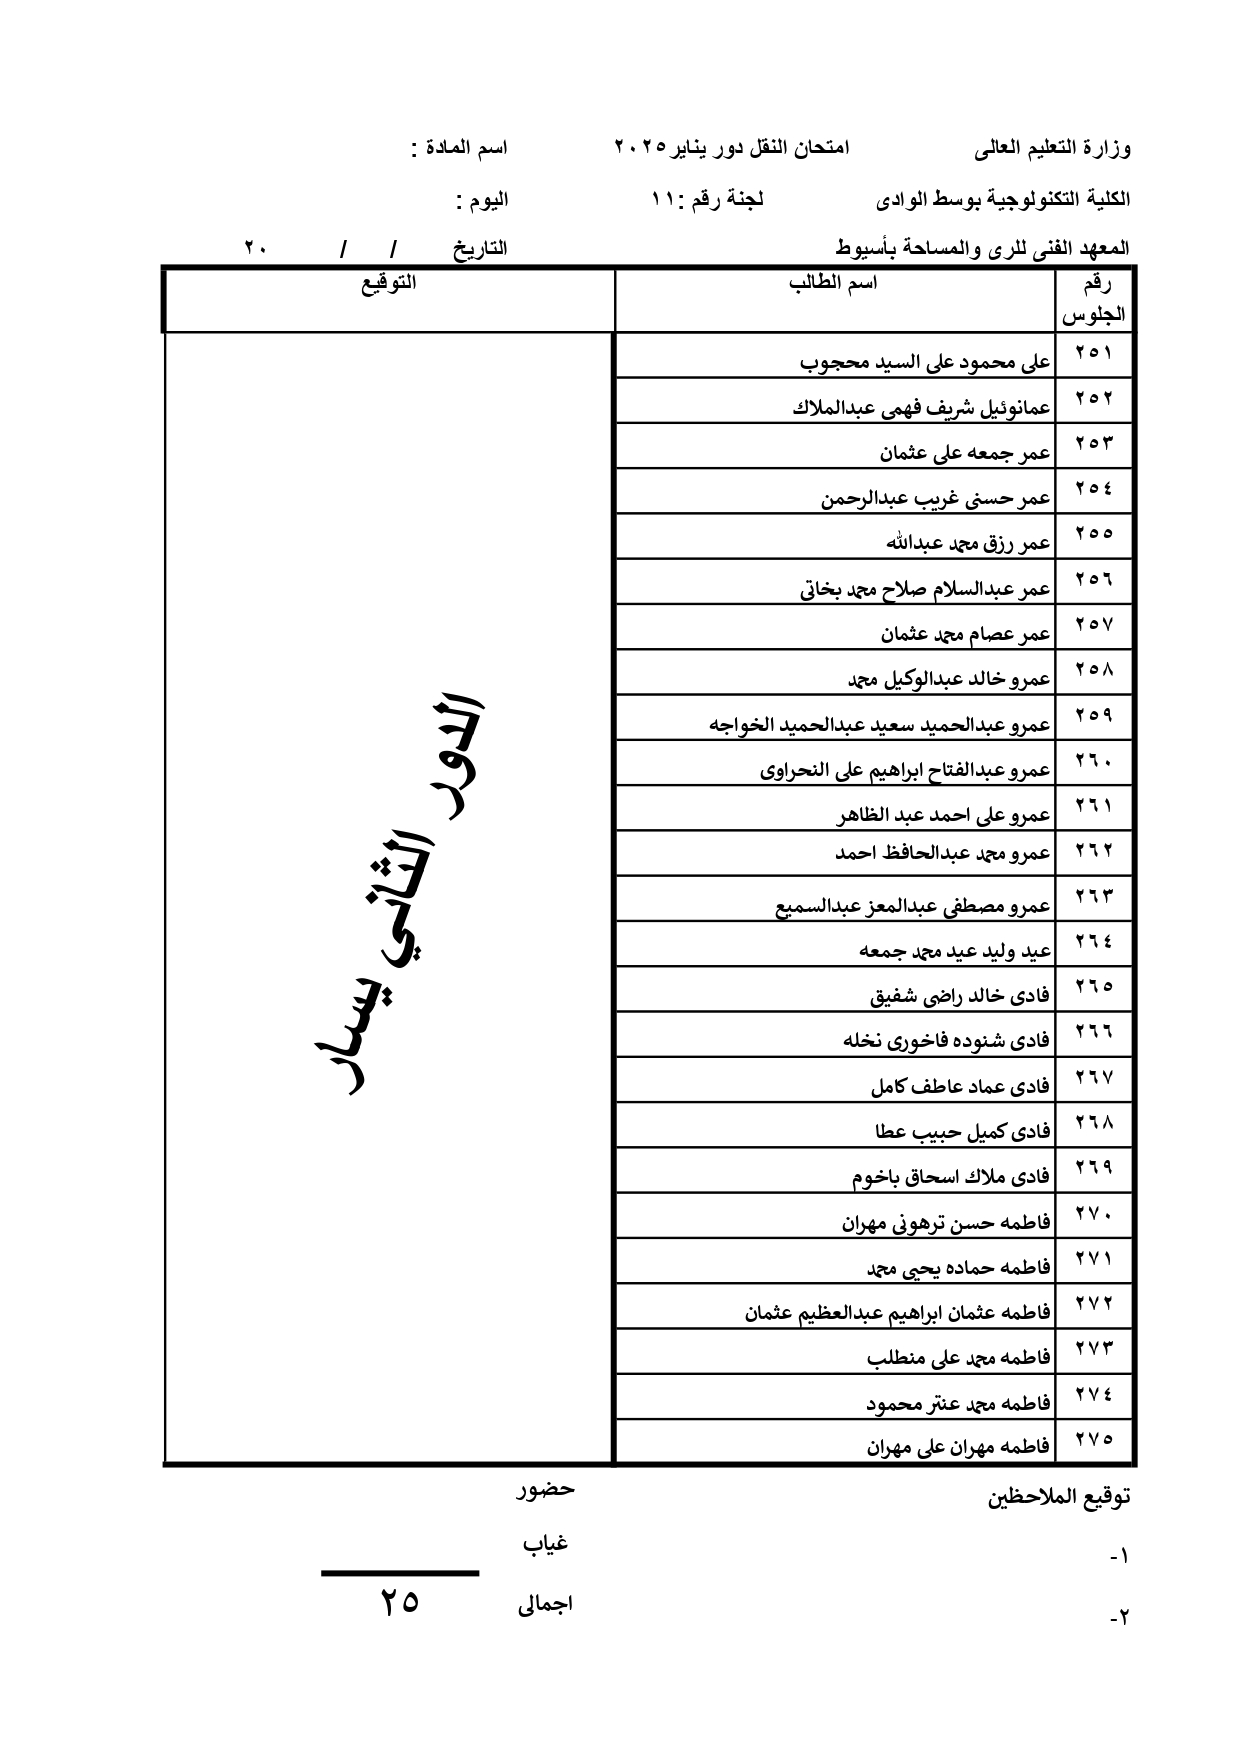 وزارة التعليم العالى امتحان النقل دور يناير ٢٠٢٥ اسم المادة :
الكلية التكنولوجية بوسط الوادى لجنة رقم :١١ اليوم :
المعهد الفنى للرى والمساحة بأسيوط التاريخ / / ٢٠
رقم الجلوس اسم الطالب التوقيع
٢٥١ على محمود على السيد محجوب
٢٥٢ عمانوئيل شريف فهمى عبدالملاك
٢٥٣ عمر جمعه على عثمان
٢٥٤ عمر حسنى غريب عبدالرحمن
٢٥٥ عمر رزق محمد عبدالله
٢٥٦ عمر عبدالسلام صلاح محمد بخاتى
٢٥٧ عمر عصام محمد عثمان
٢٥٨ عمرو خالد عبدالوكيل محمد
٢٥٩ عمرو عبدالحميد سعيد عبدالحميد الخواجه
٢٦٠ عمرو عبدالفتاح ابراهيم على النحراوى
٢٦١ عمرو على احمد عبد الظاهر
٢٦٢ عمرو محمد عبدالحافظ احمد
٢٦٣ عمرو مصطفى عبدالمعز عبدالسميع
٢٦٤ عيد وليد عيد محمد جمعه
٢٦٥ فادى خالد راضى شفيق
٢٦٦ فادى شنوده فاخورى نخله
٢٦٧ فادى عماد عاطف كامل
٢٦٨ فادى كميل حبيب عطا
٢٦٩ فادى ملاك اسحاق باخوم
٢٧٠ فاطمه حسن ترهونى مهران
٢٧١ فاطمه حماده يحيى محمد
٢٧٢ فاطمه عثمان ابراهيم عبدالعظيم عثمان
٢٧٣ فاطمه محمد على منطلب
٢٧٤ فاطمه محمد عنتر محمود
٢٧٥ فاطمه مهران على مهران
الدور الثاني يسار
توقيع الملاحظين حضور
١- غياب
٢- اجمالى ٢٥